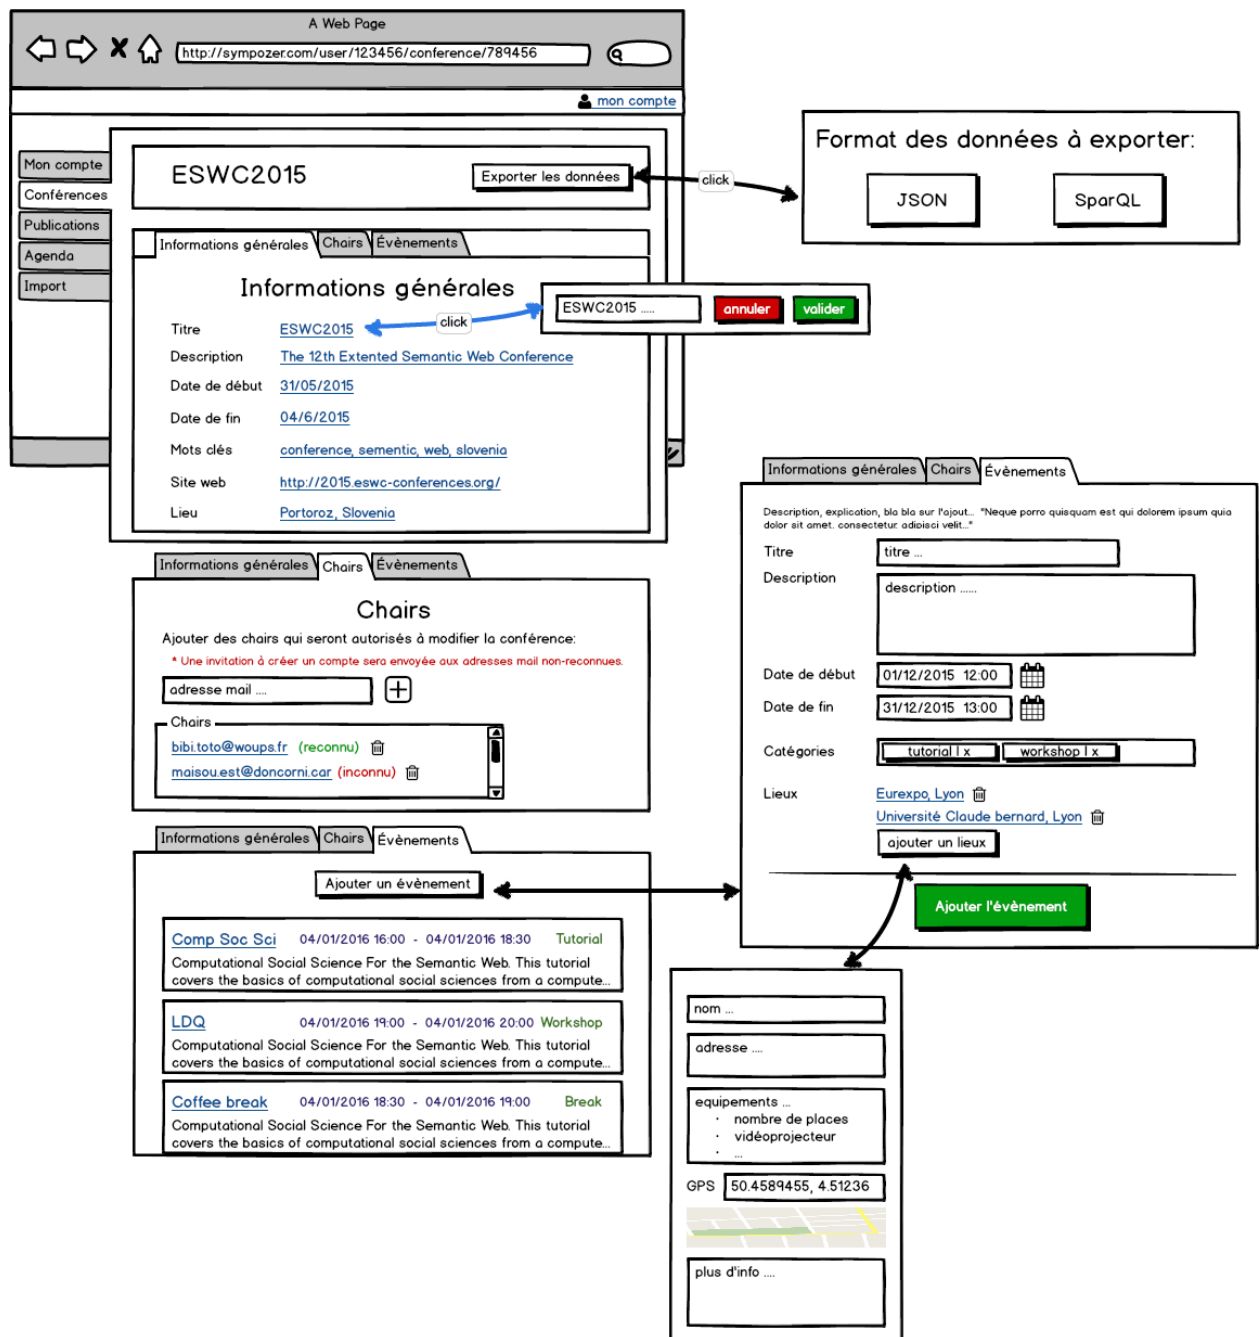 A Web Page
http://sympozer.com/user/123456/conference/789456
mon compte
Mon compte
Conférences
Publications
Agenda
Import
ESWC2015
Exporter les données
click
Format des données à exporter:
JSON
SparQL
Informations générales
Chairs
Évènements
Informations générales
Titre
ESWC2015
click
ESWC2015 .....
annuler
valider
Description
The 12th Extented Semantic Web Conference
Date de début
31/05/2015
Date de fin
04/6/2015
Mots clés
conference, sementic, web, slovenia
Site web
http://2015.eswc-conferences.org/
Lieu
Portoroz, Slovenia
Informations générales
Chairs
Évènements
Chairs
Ajouter des chairs qui seront autorisés à modifier la conférence:
* Une invitation à créer un compte sera envoyée aux adresses mail non-reconnues.
adresse mail ....
Chairs
bibi.toto@woups.fr (reconnu)
maisou.est@doncorni.car (inconnu)
Informations générales
Chairs
Évènements
Ajouter un évènement
Comp Soc Sci 04/01/2016 16:00 - 04/01/2016 18:30 Tutorial
Computational Social Science For the Semantic Web. This tutorial
covers the basics of computational social sciences from a compute...
LDQ 04/01/2016 19:00 - 04/01/2016 20:00 Workshop
Computational Social Science For the Semantic Web. This tutorial
covers the basics of computational social sciences from a compute...
Coffee break 04/01/2016 18:30 - 04/01/2016 19:00 Break
Computational Social Science For the Semantic Web. This tutorial
covers the basics of computational social sciences from a compute...
Informations générales
Chairs
Évènements
Description, explication, bla bla sur l'ajout... "Neque porro quisquam est qui dolorem ipsum quia
dolor sit amet, consectetur, adipisci velit..."
Titre
titre ...
Description
description ......
Date de début
01/12/2015 12:00
Date de fin
31/12/2015 13:00
Catégories
tutorial | x
workshop | x
Lieux
Eurexpo, Lyon
Université Claude bernard, Lyon
ajouter un lieux
Ajouter l'évènement
nom ...
adresse ....
equipements ...
· nombre de places
· vidéoprojecteur
· ...
GPS 50.4589455, 4.51236
plus d'info ....